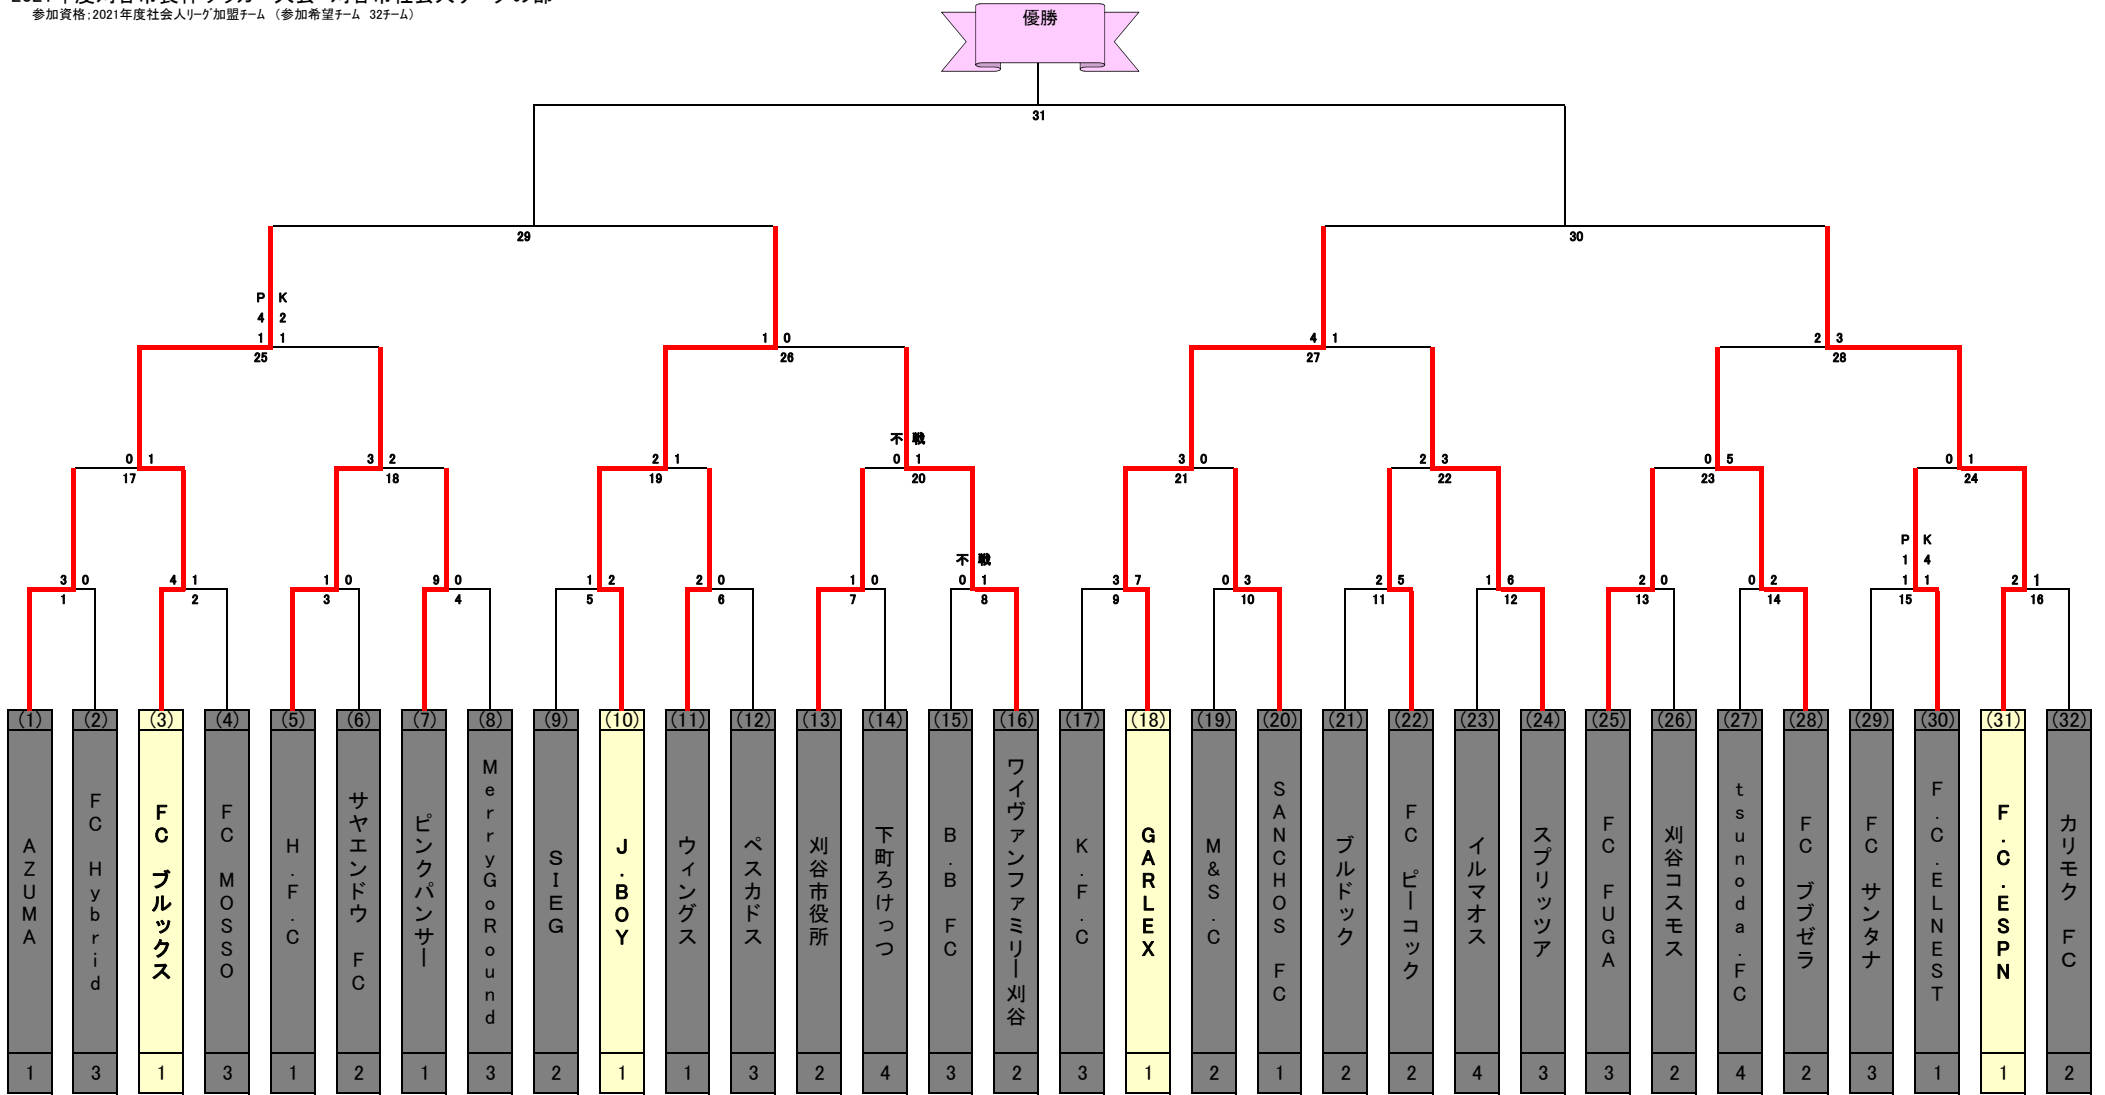 参加資格;2021年度社会人リーグ加盟チーム （参加希望チーム 32チーム）
優勝
31
29
30
P K
4 2
1 1
25
1 0
26
4 1
27
2 3
28
0 1
17
3 2
18
2 1
19
不 戦
0 1
20
3 0
21
2 3
22
0 5
23
0 1
24
3 0
1
4 1
2
1 0
3
9 0
4
1 2
5
2 0
6
1 0
7
不 戦
0 1
8
3 7
9
0 3
10
2 5
11
1 6
12
2 0
13
0 2
14
P K
1 4
1 1
15
2 1
16
(1) AZUMA 1
(2) FC Hybrid 3
(3) FC ブルックス 1
(4) FC MOSSO 3
(5) H.F.C 1
(6) サヤエンドウ FC 2
(7) ピンクパンサー 1
(8) MerryGoRound 3
(9) SIEG 2
(10) J.BOY 1
(11) ウィングス 1
(12) ペスカドス 3
(13) 刈谷市役所 2
(14) 下町ろけっつ 4
(15) B.B FC 3
(16) ワイヴァンファミリー刈谷 2
(17) K.F.C 3
(18) GARLEX 1
(19) M&S.C 2
(20) SANCHOS FC 1
(21) ブルドック 2
(22) FC ピーコック 2
(23) イルマオス 4
(24) スプリッツア 3
(25) FC FUGA 3
(26) 刈谷コスモス 2
(27) tsunoda.FC 4
(28) FC ブブゼラ 2
(29) FC サンタナ 3
(30) F.C.ELNEST 1
(31) F.C.ESPN 1
(32) カリモク FC 2